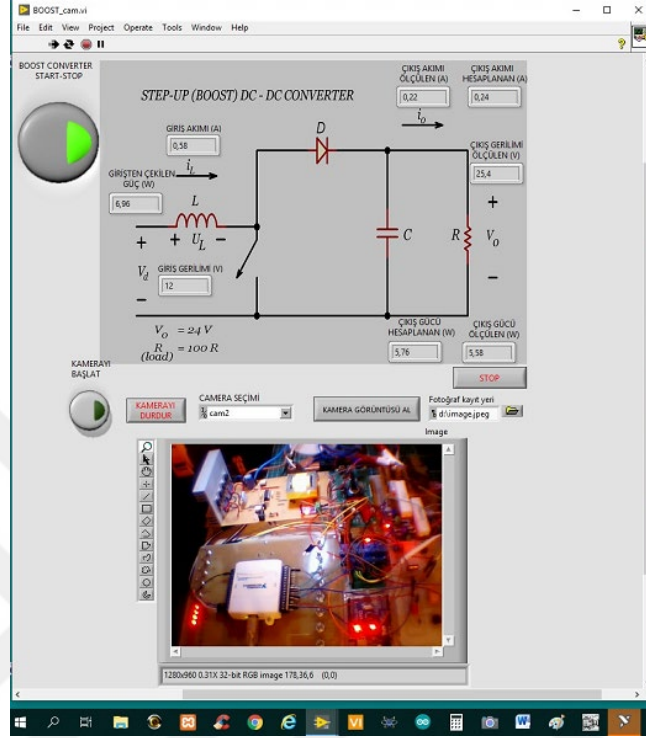 BOOST_cam.vi
File Edit View Project Operate Tools Window Help
BOOST CONVERTER
START-STOP
STEP-UP (BOOST) DC - DC CONVERTER
ÇIKIŞ AKIMI
ÖLÇÜLEN (A)
0,22
ÇIKIŞ AKIMI
HESAPLANAN (A)
0,24
i_o
GİRİŞ AKIMI (A)
0,58
i_L
D
ÇIKIŞ GERİLİMİ
ÖLÇÜLEN (V)
25,4
GİRİŞTEN ÇEKİLEN
GÜÇ (W)
6,96
L
+ U_L −
+
V_d
−
GİRİŞ GERİLİMİ (V)
12
C
R
+
V_o
−
V_o = 24 V
R = 100 R
(load)
ÇIKIŞ GÜCÜ
HESAPLANAN (W)
5,76
ÇIKIŞ GÜCÜ
ÖLÇÜLEN (W)
5,58
STOP
KAMERAYI
BAŞLAT
KAMERAYI
DURDUR
CAMERA SEÇİMİ
cam2
KAMERA GÖRÜNTÜSÜ AL
Fotoğraf kayıt yeri
d:\image.jpeg
Image
1280x960 0.31X 32-bit RGB image 178,36,6 (0,0)